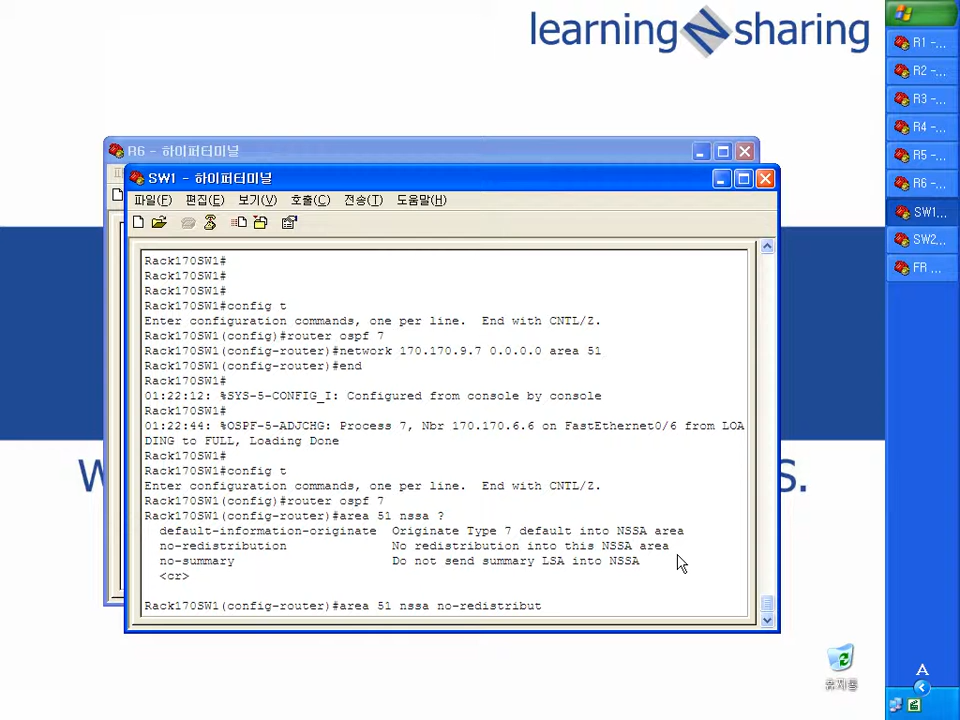 learning sharing
R1 -...
R2 -...
R3 -...
R4 -...
R5 -...
R6 -...
SW1...
SW2...
FR ...
R6 - 하이퍼터미널
SW1 - 하이퍼터미널
파일(F) 편집(E) 보기(V) 호출(C) 전송(T) 도움말(H)
Rack170SW1#
Rack170SW1#
Rack170SW1#
Rack170SW1#config t
Enter configuration commands, one per line.  End with CNTL/Z.
Rack170SW1(config)#router ospf 7
Rack170SW1(config-router)#network 170.170.9.7 0.0.0.0 area 51
Rack170SW1(config-router)#end
Rack170SW1#
01:22:12: %SYS-5-CONFIG_I: Configured from console by console
Rack170SW1#
01:22:44: %OSPF-5-ADJCHG: Process 7, Nbr 170.170.6.6 on FastEthernet0/6 from LOA
DING to FULL, Loading Done
Rack170SW1#
Rack170SW1#config t
Enter configuration commands, one per line.  End with CNTL/Z.
Rack170SW1(config)#router ospf 7
Rack170SW1(config-router)#area 51 nssa ?
default-information-originate  Originate Type 7 default into NSSA area
no-redistribution  No redistribution into this NSSA area
no-summary  Do not send summary LSA into NSSA
<cr>
Rack170SW1(config-router)#area 51 nssa no-redistribut
W
S.
휴지통
A